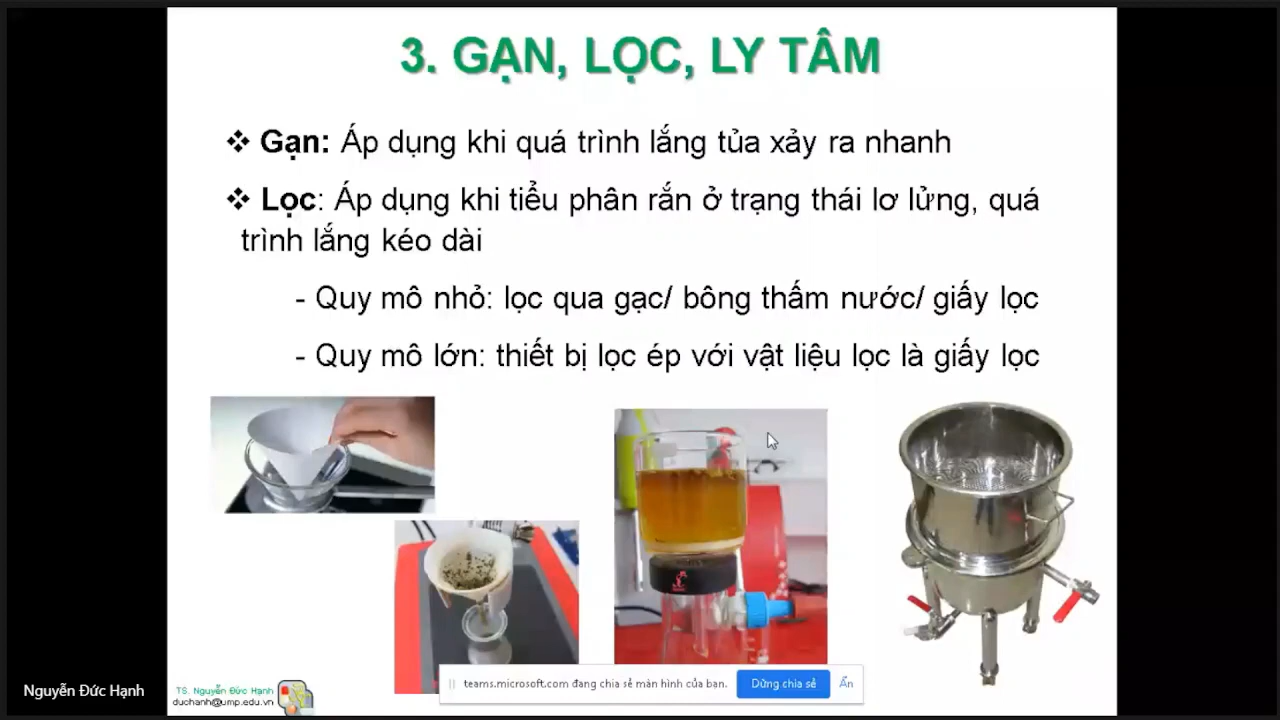 3. GẠN, LỌC, LY TÂM
❖ Gạn: Áp dụng khi quá trình lắng tủa xảy ra nhanh
❖ Lọc: Áp dụng khi tiểu phân rắn ở trạng thái lơ lửng, quá
trình lắng kéo dài
- Quy mô nhỏ: lọc qua gạc/ bông thấm nước/ giấy lọc
- Quy mô lớn: thiết bị lọc ép với vật liệu lọc là giấy lọc
teams.microsoft.com đang chia sẻ màn hình của bạn. Dừng chia sẻ Ẩn
Nguyễn Đức Hạnh
TS. Nguyễn Đức Hạnh
duchanh@ump.edu.vn